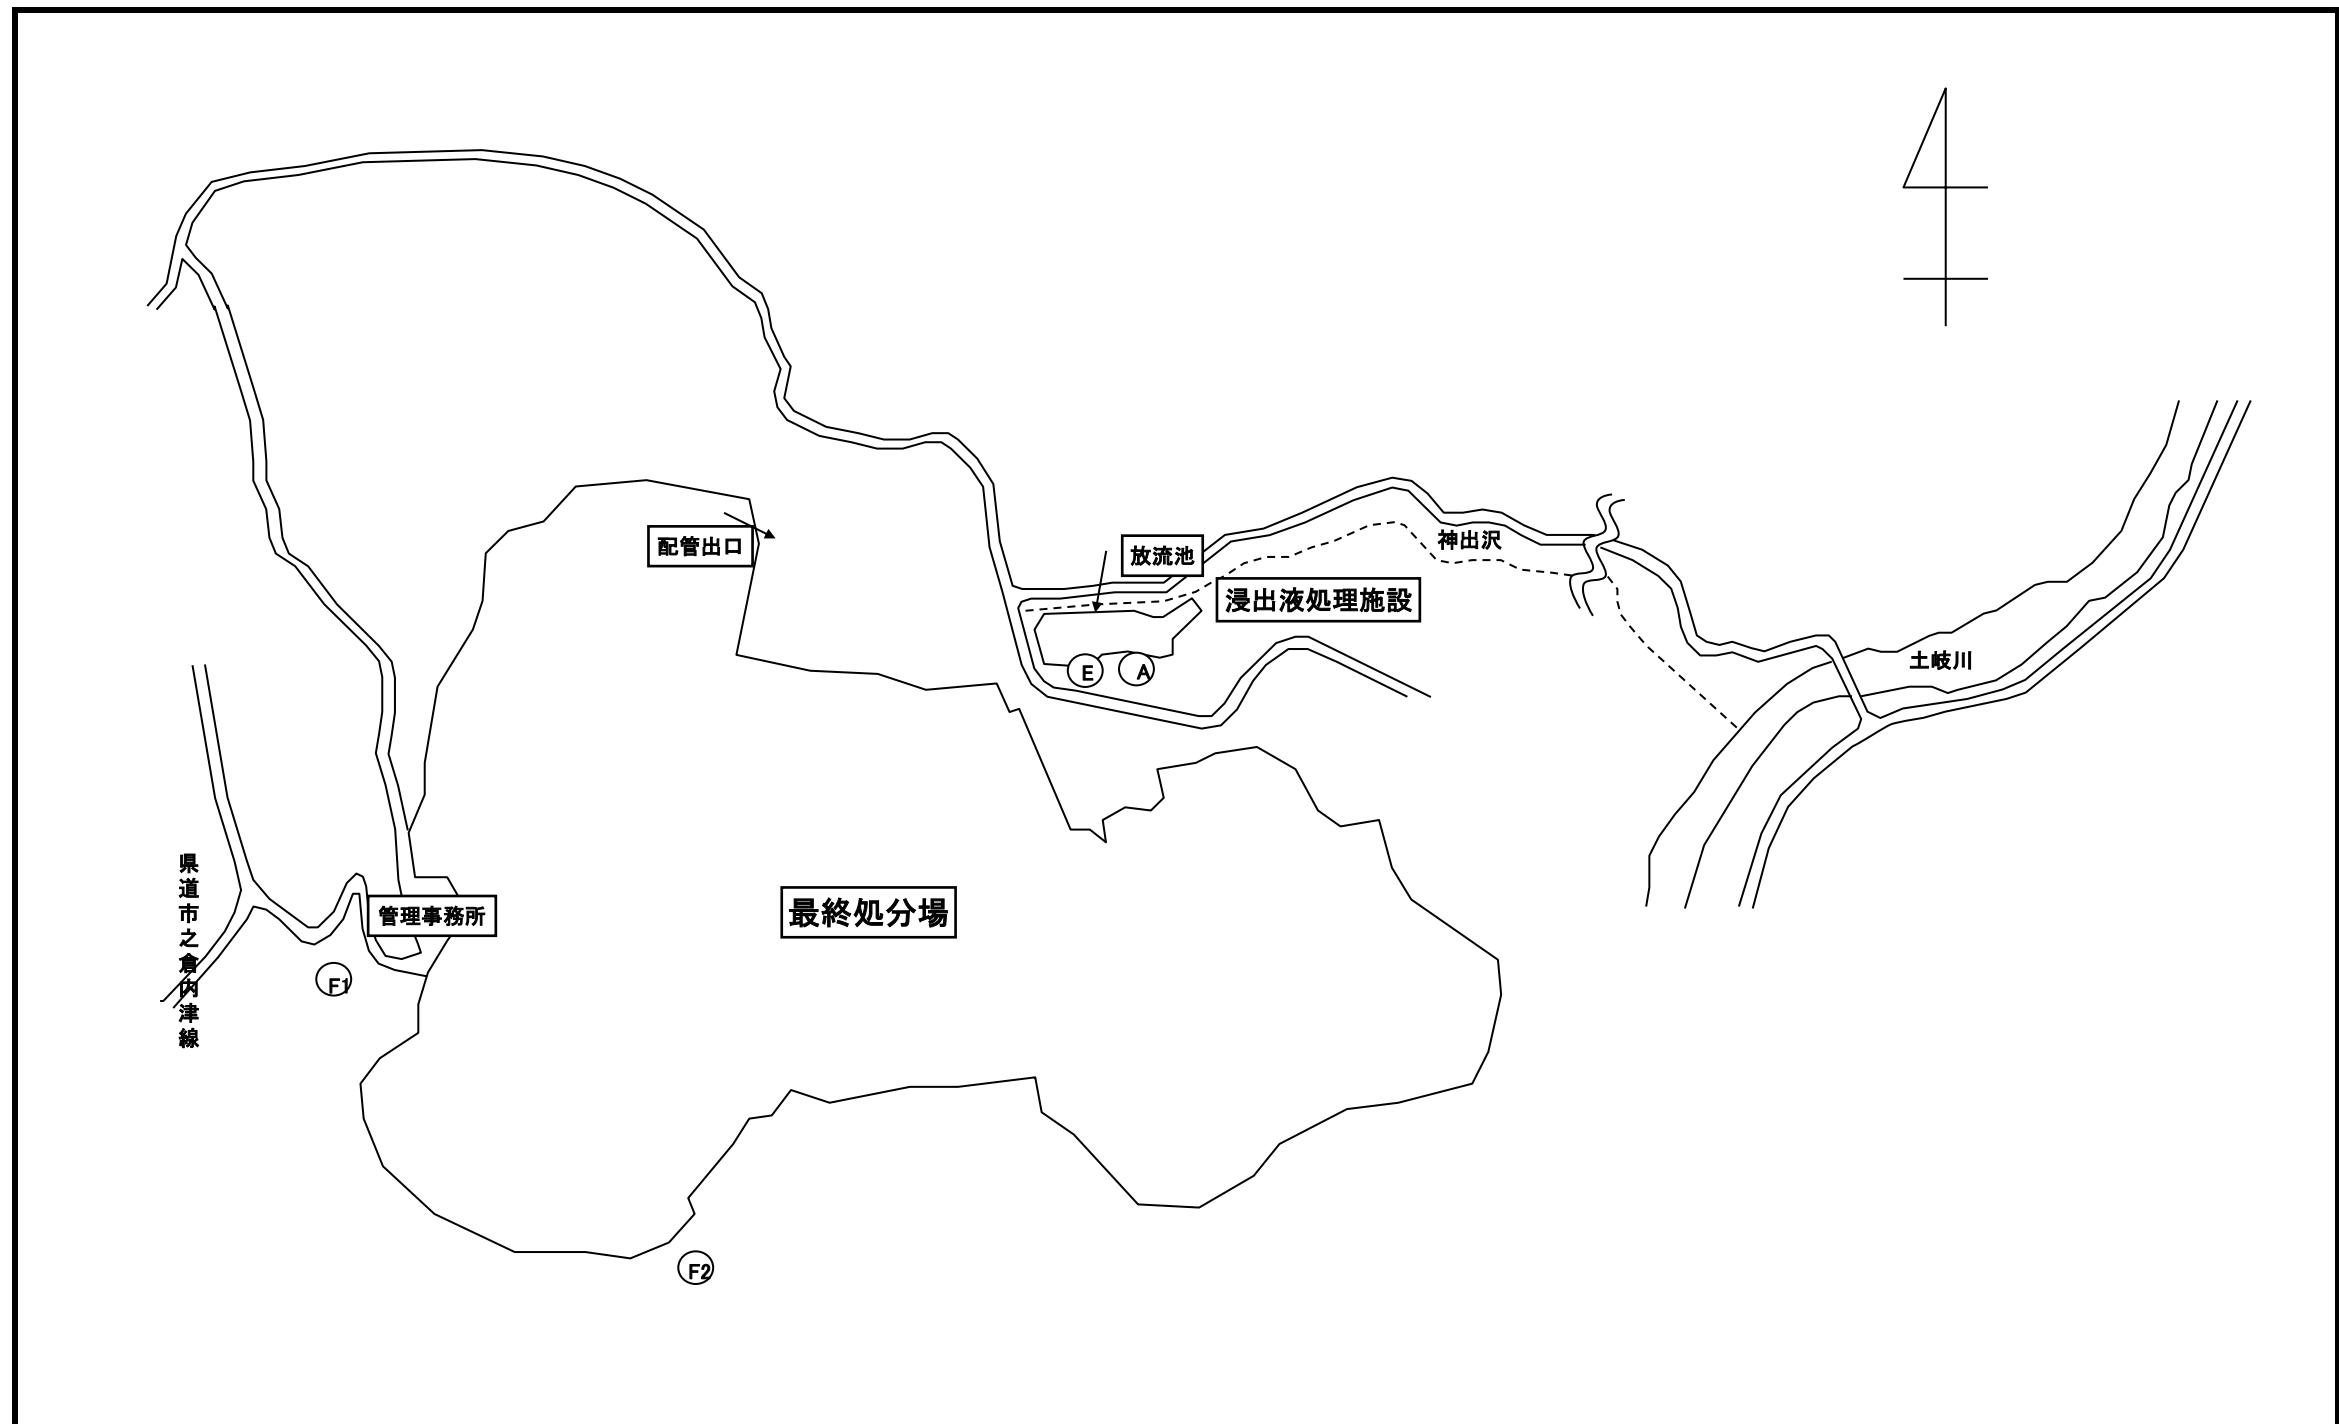 神出沢
配管出口
放流池
浸出液処理施設
土岐川
E
A
県道市之倉内津線
管理事務所
最終処分場
F1
F2